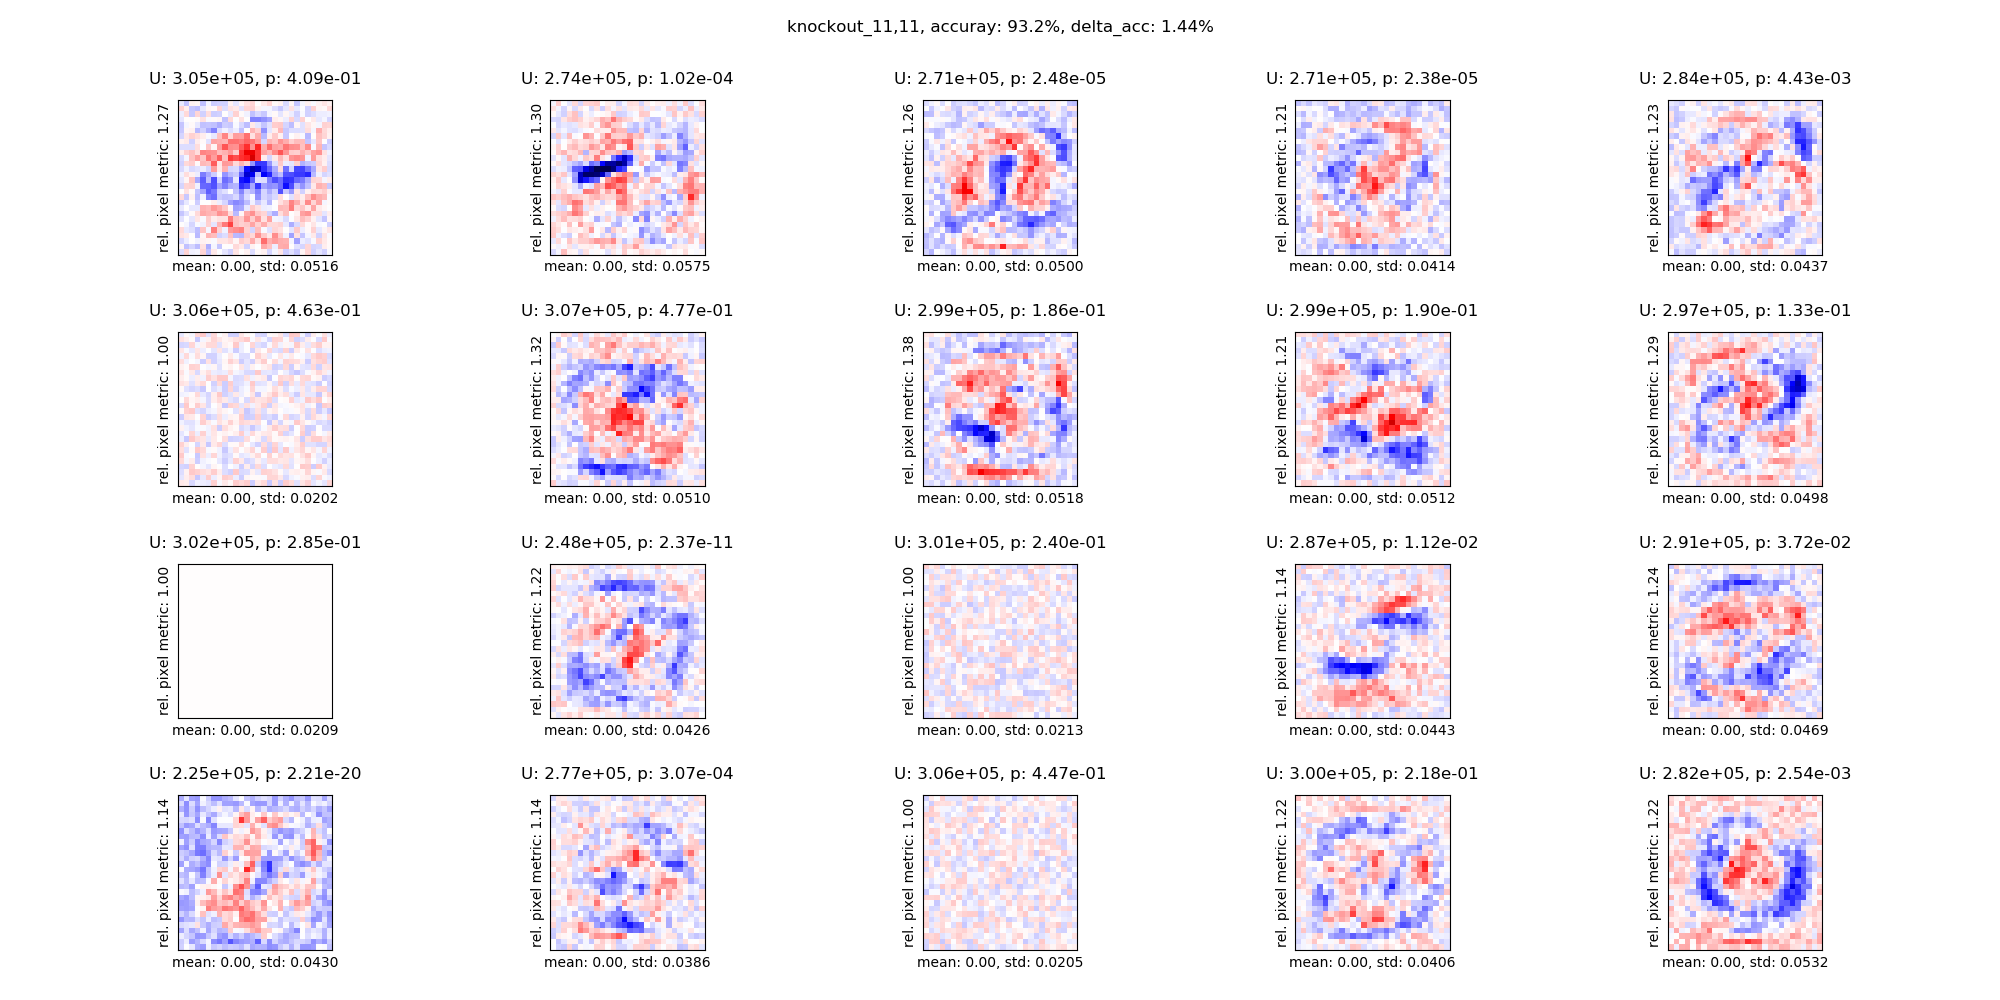 knockout_11,11, accuray: 93.2%, delta_acc: 1.44%
U: 3.05e+05, p: 4.09e-01
rel. pixel metric: 1.27
mean: 0.00, std: 0.0516
U: 2.74e+05, p: 1.02e-04
rel. pixel metric: 1.30
mean: 0.00, std: 0.0575
U: 2.71e+05, p: 2.48e-05
rel. pixel metric: 1.26
mean: 0.00, std: 0.0500
U: 2.71e+05, p: 2.38e-05
rel. pixel metric: 1.21
mean: 0.00, std: 0.0414
U: 2.84e+05, p: 4.43e-03
rel. pixel metric: 1.23
mean: 0.00, std: 0.0437
U: 3.06e+05, p: 4.63e-01
rel. pixel metric: 1.00
mean: 0.00, std: 0.0202
U: 3.07e+05, p: 4.77e-01
rel. pixel metric: 1.32
mean: 0.00, std: 0.0510
U: 2.99e+05, p: 1.86e-01
rel. pixel metric: 1.38
mean: 0.00, std: 0.0518
U: 2.99e+05, p: 1.90e-01
rel. pixel metric: 1.21
mean: 0.00, std: 0.0512
U: 2.97e+05, p: 1.33e-01
rel. pixel metric: 1.29
mean: 0.00, std: 0.0498
U: 3.02e+05, p: 2.85e-01
rel. pixel metric: 1.00
mean: 0.00, std: 0.0209
U: 2.48e+05, p: 2.37e-11
rel. pixel metric: 1.22
mean: 0.00, std: 0.0426
U: 3.01e+05, p: 2.40e-01
rel. pixel metric: 1.00
mean: 0.00, std: 0.0213
U: 2.87e+05, p: 1.12e-02
rel. pixel metric: 1.14
mean: 0.00, std: 0.0443
U: 2.91e+05, p: 3.72e-02
rel. pixel metric: 1.24
mean: 0.00, std: 0.0469
U: 2.25e+05, p: 2.21e-20
rel. pixel metric: 1.14
mean: 0.00, std: 0.0430
U: 2.77e+05, p: 3.07e-04
rel. pixel metric: 1.14
mean: 0.00, std: 0.0386
U: 3.06e+05, p: 4.47e-01
rel. pixel metric: 1.00
mean: 0.00, std: 0.0205
U: 3.00e+05, p: 2.18e-01
rel. pixel metric: 1.22
mean: 0.00, std: 0.0406
U: 2.82e+05, p: 2.54e-03
rel. pixel metric: 1.22
mean: 0.00, std: 0.0532